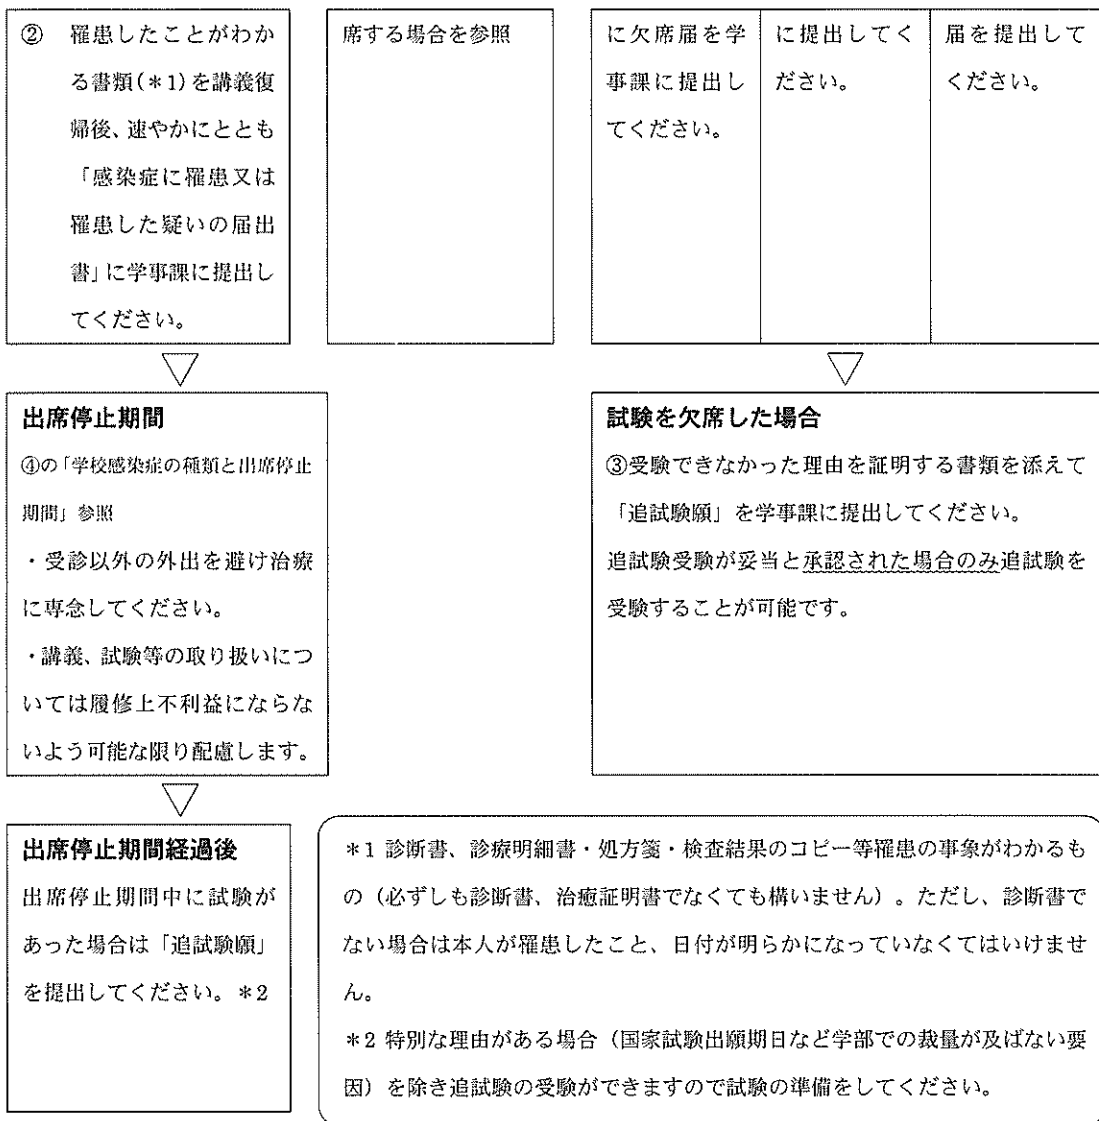 ② 罹患したことがわか
る書類(＊1)を講義復
帰後、速やかにととも
「感染症に罹患又は
罹患した疑いの届出
書」に学事課に提出し
てください。
席する場合を参照
に欠席届を学
事課に提出し
てください。
に提出してく
ださい。
届を提出して
ください。
出席停止期間
④の「学校感染症の種類と出席停止
期間」参照
・受診以外の外出を避け治療
に専念してください。
・講義、試験等の取り扱いにつ
いては履修上不利益にならな
いよう可能な限り配慮します。
試験を欠席した場合
③受験できなかった理由を証明する書類を添えて
「追試験願」を学事課に提出してください。
追試験受験が妥当と承認された場合のみ追試験を
受験することが可能です。
出席停止期間経過後
出席停止期間中に試験が
あった場合は「追試験願」
を提出してください。＊2
＊1 診断書、診療明細書・処方箋・検査結果のコピー等罹患の事象がわかるも
の（必ずしも診断書、治癒証明書でなくても構いません）。ただし、診断書で
ない場合は本人が罹患したこと、日付が明らかになっていなくてはいけませ
ん。
＊2 特別な理由がある場合（国家試験出願期日など学部での裁量が及ばない要
因）を除き追試験の受験ができますので試験の準備をしてください。